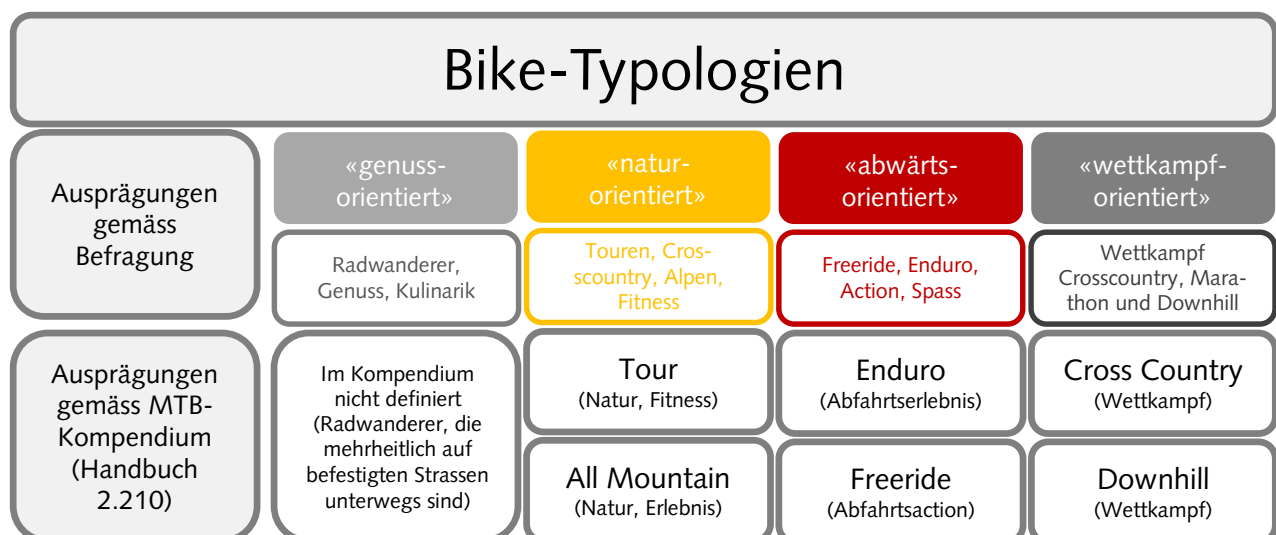 Bike-Typologien
Ausprägungen
gemäss
Befragung
«genuss-
orientiert»
«natur-
orientiert»
«abwärts-
orientiert»
«wettkampf-
orientiert»
Radwanderer,
Genuss, Kulinarik
Touren, Cros-
scountry, Alpen,
Fitness
Freeride, Enduro,
Action, Spass
Wettkampf
Crosscountry, Mara-
thon und Downhill
Ausprägungen
gemäss MTB-
Kompendium
(Handbuch
2.210)
Im Kompendium
nicht definiert
(Radwanderer, die
mehrheitlich auf
befestigten Strassen
unterwegs sind)
Tour
(Natur, Fitness)
Enduro
(Abfahrtserlebnis)
Cross Country
(Wettkampf)
All Mountain
(Natur, Erlebnis)
Freeride
(Abfahrtsaction)
Downhill
(Wettkampf)